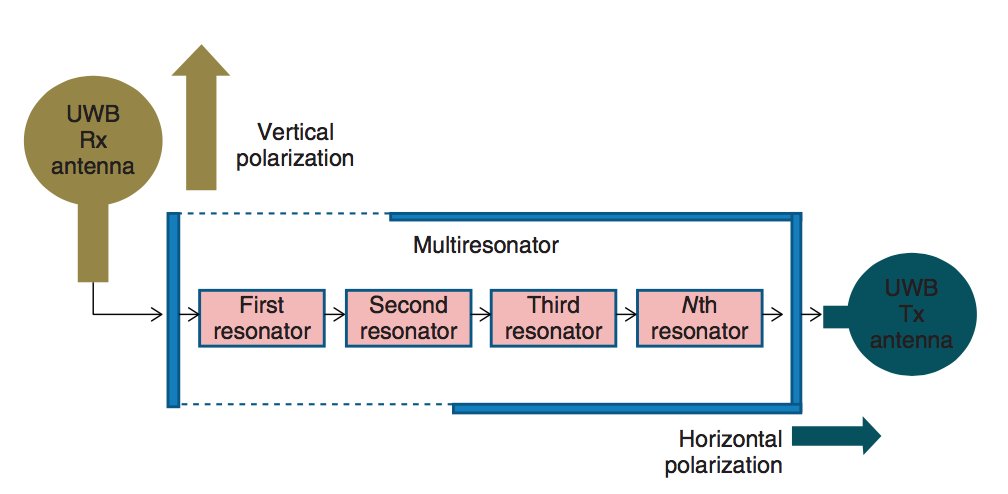 UWB
Rx
antenna
Vertical
polarization
Multiresonator
First
resonator
Second
resonator
Third
resonator
Nth
resonator
UWB
Tx
antenna
Horizontal
polarization